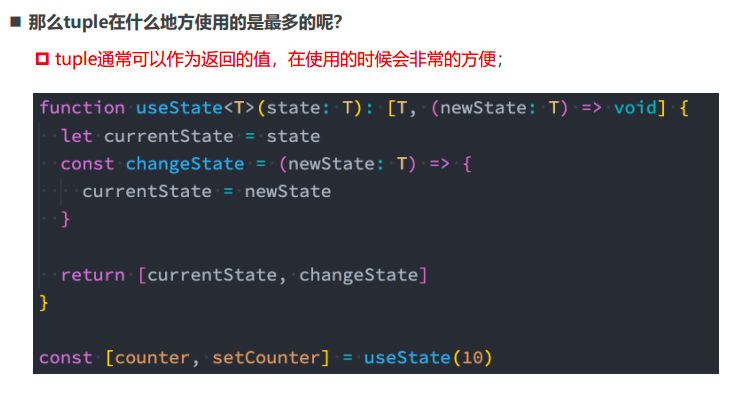 ■ 那么tuple在什么地方使用的是最多的呢？
tuple通常可以作为返回的值，在使用的时候会非常的方便；
function useState<T>(state: T): [T, (newState: T) => void] {
  let currentState = state
  const changeState = (newState: T) => {
    currentState = newState
  }

  return [currentState, changeState]
}

const [counter, setCounter] = useState(10)